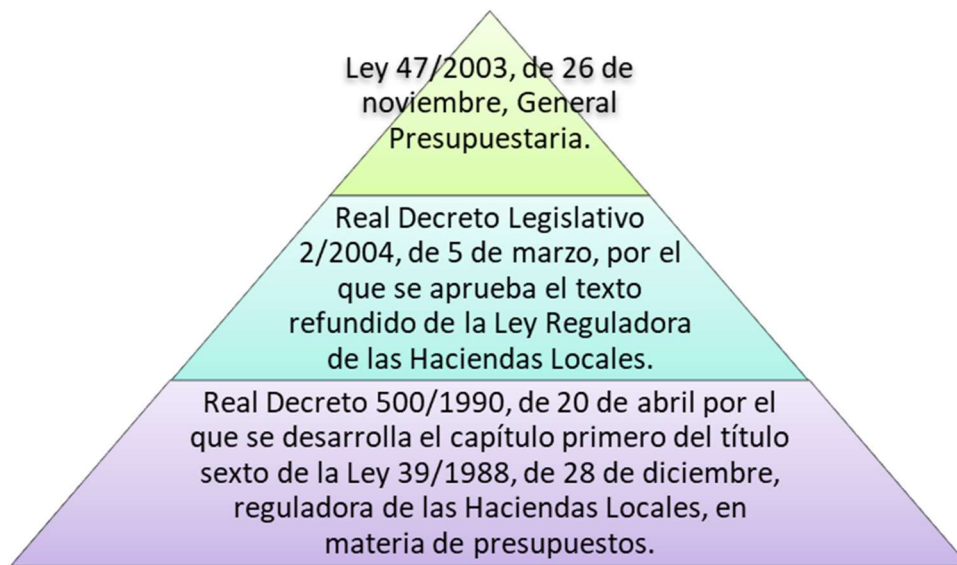 Ley 47/2003, de 26 de
noviembre, General
Presupuestaria.
Real Decreto Legislativo
2/2004, de 5 de marzo, por el
que se aprueba el texto
refundido de la Ley Reguladora
de las Haciendas Locales.
Real Decreto 500/1990, de 20 de abril por el
que se desarrolla el capítulo primero del título
sexto de la Ley 39/1988, de 28 de diciembre,
reguladora de las Haciendas Locales, en
materia de presupuestos.